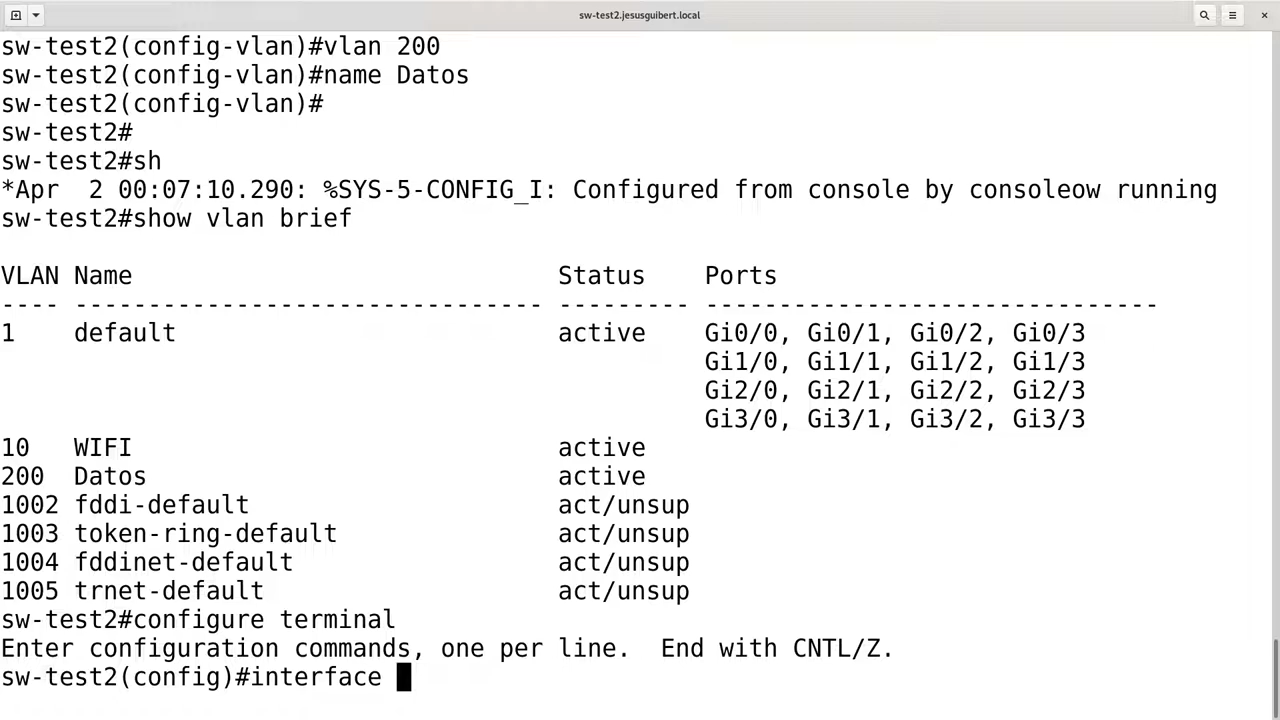 sw-test2.jesusguibert.local
sw-test2(config-vlan)#vlan 200
sw-test2(config-vlan)#name Datos
sw-test2(config-vlan)#
sw-test2#
sw-test2#sh
*Apr  2 00:07:10.290: %SYS-5-CONFIG_I: Configured from console by consoleow running
sw-test2#show vlan brief
VLAN Name                             Status    Ports
---- -------------------------------- --------- -------------------------------
1    default                          active    Gi0/0, Gi0/1, Gi0/2, Gi0/3
                                                Gi1/0, Gi1/1, Gi1/2, Gi1/3
                                                Gi2/0, Gi2/1, Gi2/2, Gi2/3
                                                Gi3/0, Gi3/1, Gi3/2, Gi3/3
10   WIFI                             active
200  Datos                            active
1002 fddi-default                     act/unsup
1003 token-ring-default               act/unsup
1004 fddinet-default                  act/unsup
1005 trnet-default                    act/unsup
sw-test2#configure terminal
Enter configuration commands, one per line.  End with CNTL/Z.
sw-test2(config)#interface